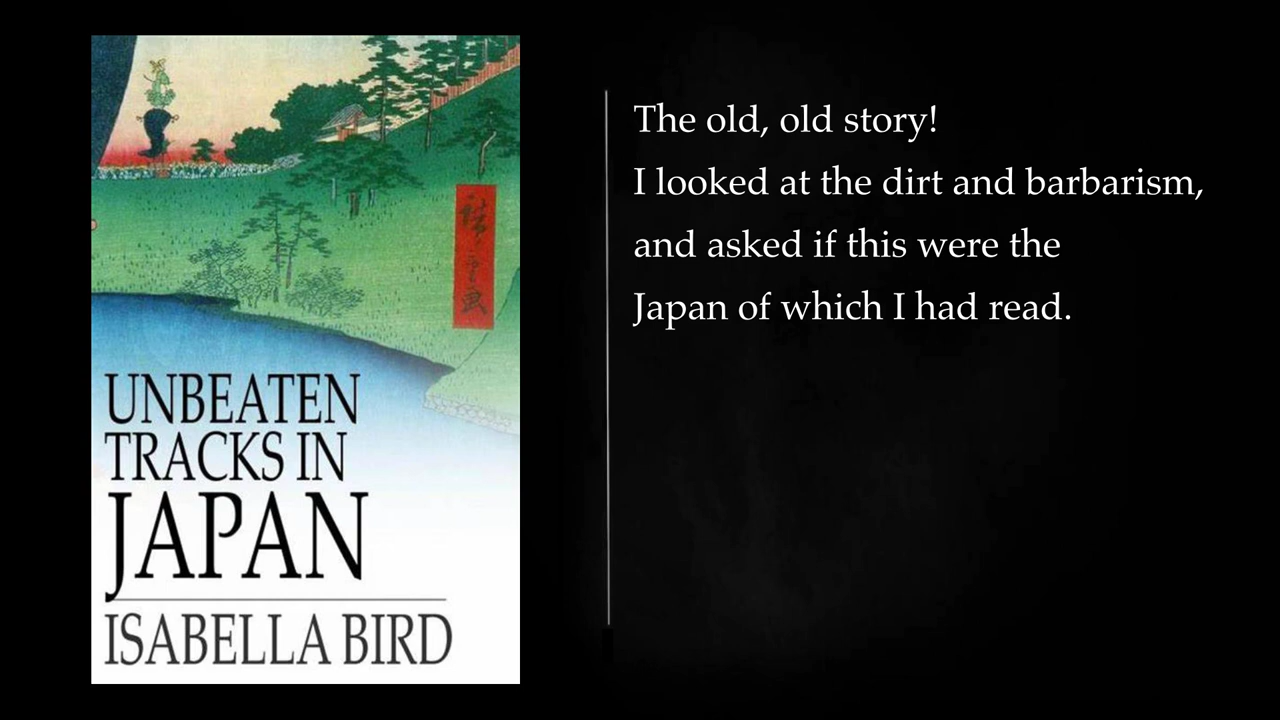 UNBEATEN
TRACKS IN
JAPAN
ISABELLA BIRD
The old, old story!
I looked at the dirt and barbarism,
and asked if this were the
Japan of which I had read.